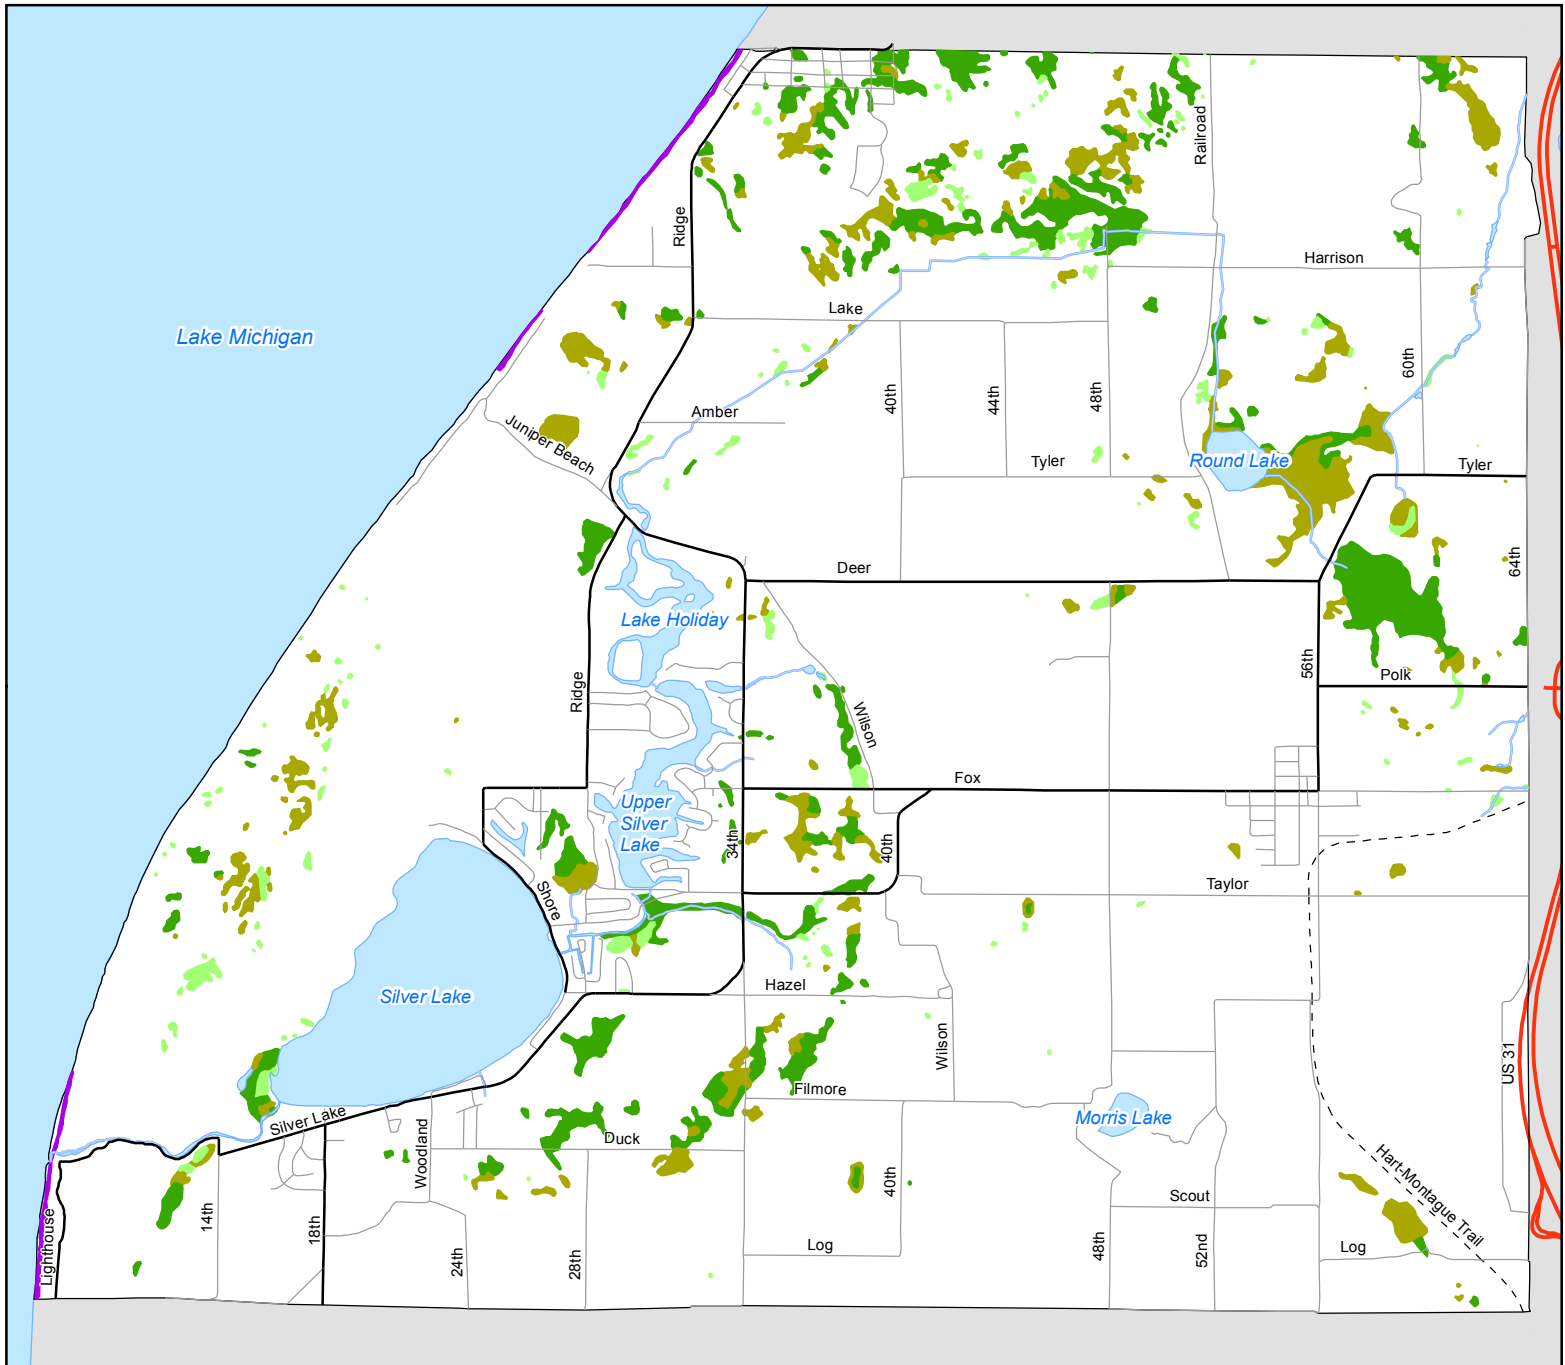 Railroad
Ridge
Harrison
Lake
Lake Michigan
60th
40th
44th
48th
Amber
Juniper Beach
Tyler
Round Lake
Tyler
64th
Deer
Lake Holiday
56th
Polk
Ridge
Wilson
Fox
Upper
Silver
Lake
34th
40th
Shore
Taylor
Silver Lake
Hazel
Wilson
US 31
Filmore
Silver Lake
Morris Lake
Woodland
Duck
Hart-Montague Trail
40th
Scout
14th
18th
Lighthouse
24th
28th
Log
48th
52nd
Log